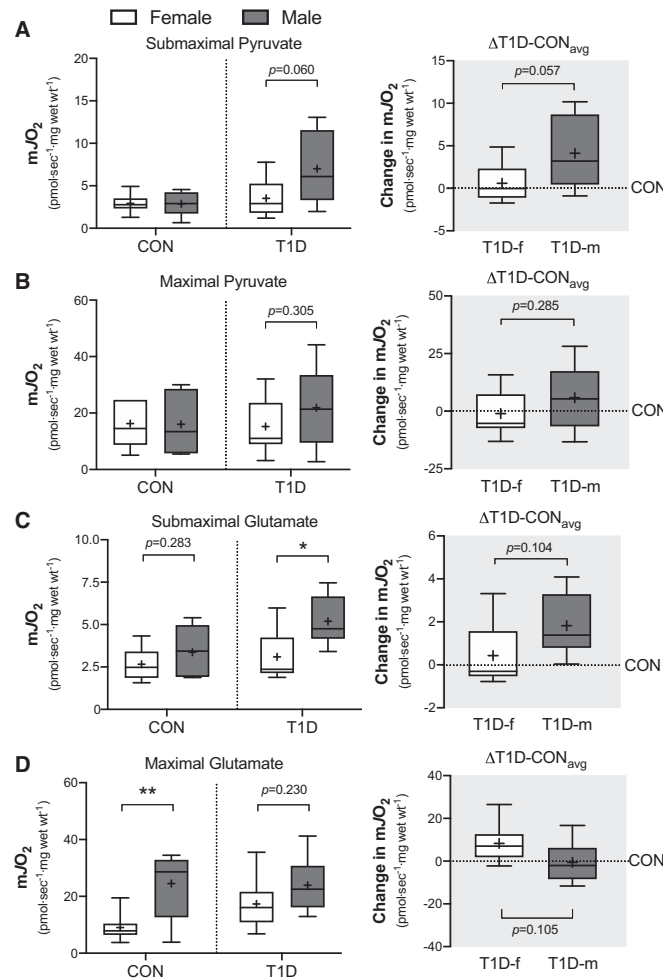 Female Male
A
Submaximal Pyruvate
mJO₂
(pmol·sec⁻¹·mg wet wt⁻¹)
20
15
10
5
0
p=0.060
CON T1D
ΔT1D-CONavg
Change in mJO₂
(pmol·sec⁻¹·mg wet wt⁻¹)
15
10
5
0
-5
p=0.057
CON
T1D-f T1D-m
B
Maximal Pyruvate
mJO₂
(pmol·sec⁻¹·mg wet wt⁻¹)
60
40
20
0
p=0.305
CON T1D
ΔT1D-CONavg
Change in mJO₂
(pmol·sec⁻¹·mg wet wt⁻¹)
50
25
0
-25
p=0.285
CON
T1D-f T1D-m
C
Submaximal Glutamate
mJO₂
(pmol·sec⁻¹·mg wet wt⁻¹)
10.0
7.5
5.0
2.5
0
p=0.283
*
CON T1D
ΔT1D-CONavg
Change in mJO₂
(pmol·sec⁻¹·mg wet wt⁻¹)
6
4
2
0
-2
p=0.104
CON
T1D-f T1D-m
D
Maximal Glutamate
mJO₂
(pmol·sec⁻¹·mg wet wt⁻¹)
60
40
20
0
**
p=0.230
CON T1D
ΔT1D-CONavg
Change in mJO₂
(pmol·sec⁻¹·mg wet wt⁻¹)
40
20
0
-20
-40
CON
p=0.105
T1D-f T1D-m